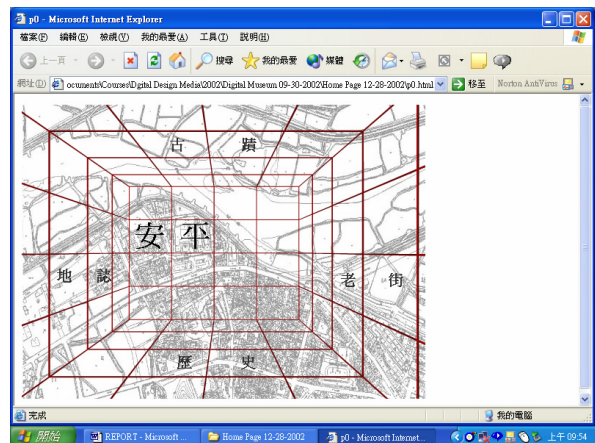 p0 - Microsoft Internet Explorer
檔案(F) 編輯(E) 檢視(V) 我的最愛(A) 工具(T) 說明(H)
上一頁 搜尋 我的最愛 媒體
網址(D) ocuments\Courses\Digital Design Media\2002\Digital Museum 09-30-2002\Home Page 12-28-2002\p0.html 移至 Norton AntiVirus
古 蹟
安 平
地 誌 老 街
歷 史
完成 我的電腦
開始 REPORT - Microsoft ... Home Page 12-28-2002 p0 - Microsoft Internet... 上午 09:54